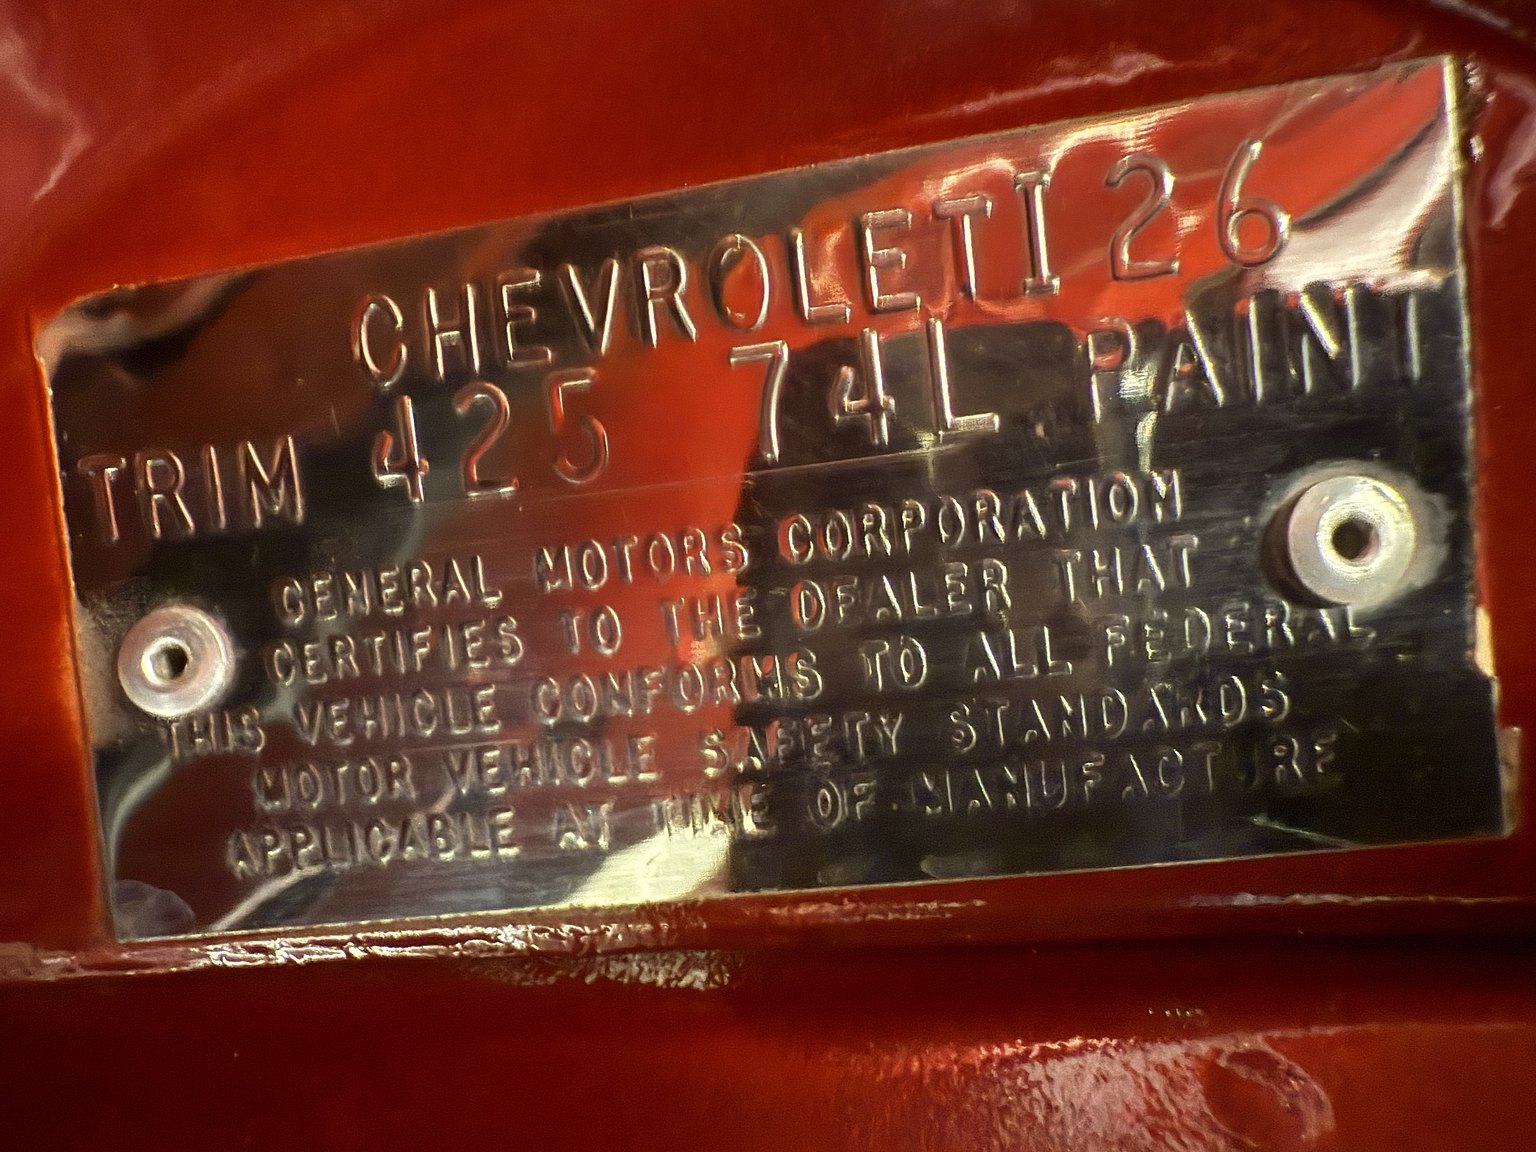 CHEVROLET I 26
TRIM 425 74L PAINT
GENERAL MOTORS CORPORATION
CERTIFIES TO THE DEALER THAT
THIS VEHICLE CONFORMS TO ALL FEDERAL
MOTOR VEHICLE SAFETY STANDARDS
APPLICABLE AT TIME OF MANUFACTURE